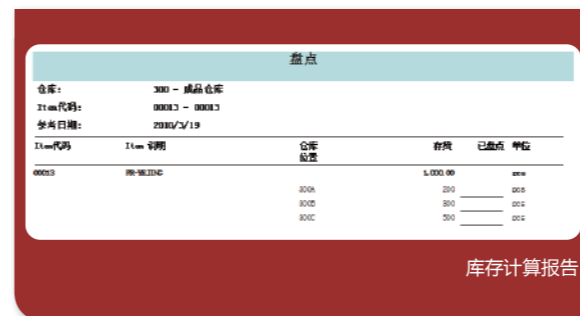 盘点
仓库: 300 - 成品仓库
Item代码: 00013 - 00013
参考日期: 2010/3/19
Item代码 Item 说明 仓库位置 存货 已盘点 单位
00013 1,000.00
300A 200 pcs
300B 300 pcs
300C 500 pcs
库存计算报告